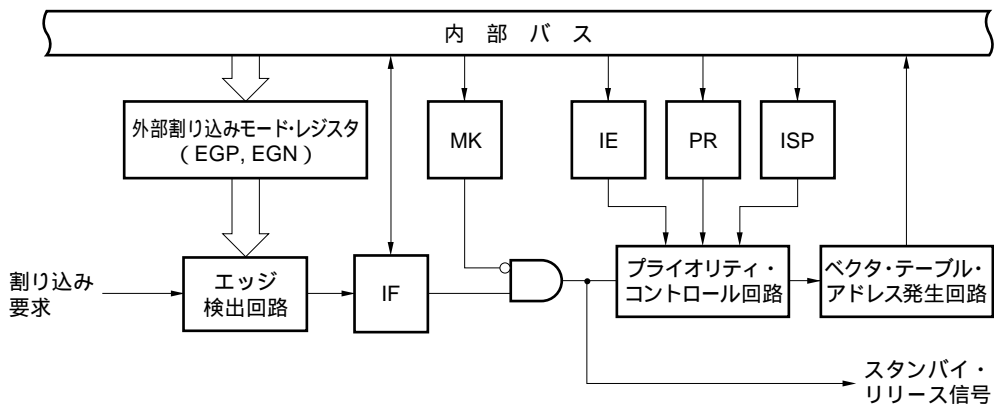 内部バス
外部割り込みモード・レジスタ
(EGP, EGN)
MK
IE
PR
ISP
割り込み
要求
エッジ
検出回路
IF
プライオリティ・
コントロール回路
ベクタ・テーブル・
アドレス発生回路
スタンバイ・
リリース信号